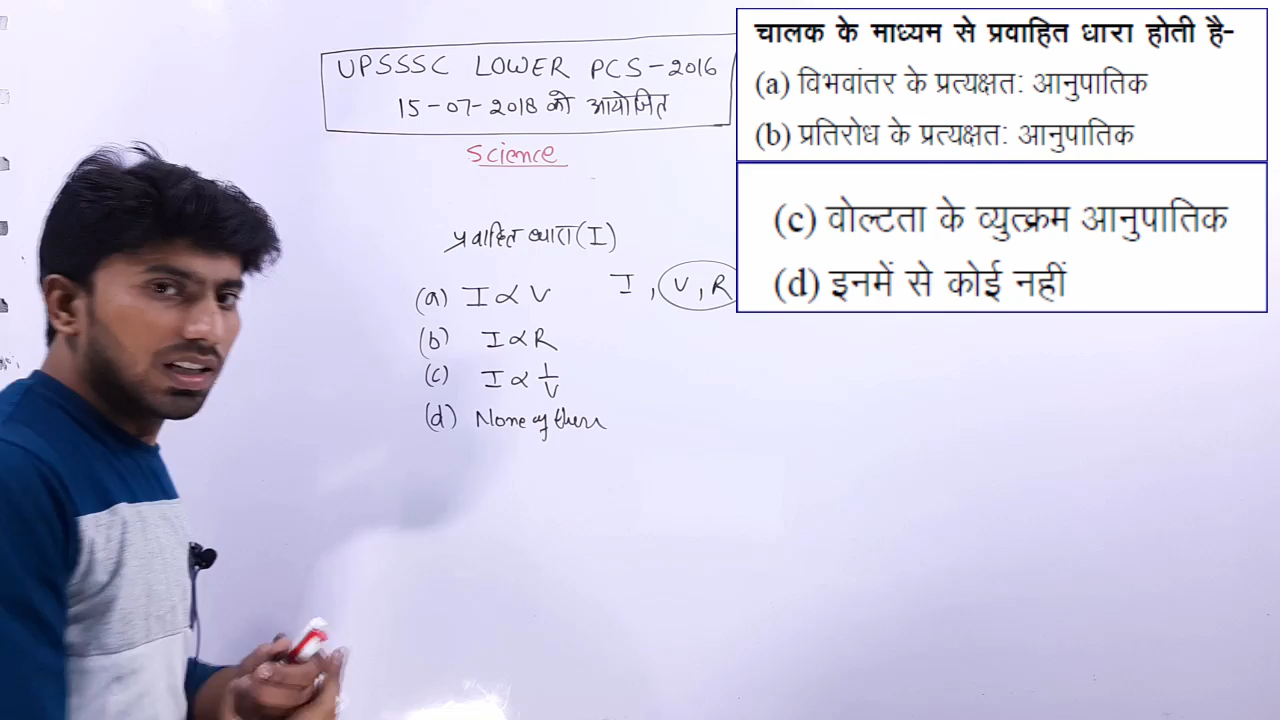 UPSSSC LOWER PCS-2016
15-07-2018 को आयोजित
Science
प्रवाहित धारा (I)
I , V , R
(a) I ∝ V
(b) I ∝ R
(c) I ∝ 1/V
(d) None of these
चालक के माध्यम से प्रवाहित धारा होती है-
(a) विभवांतर के प्रत्यक्षत: आनुपातिक
(b) प्रतिरोध के प्रत्यक्षत: आनुपातिक
(c) वोल्टता के व्युत्क्रम आनुपातिक
(d) इनमें से कोई नहीं